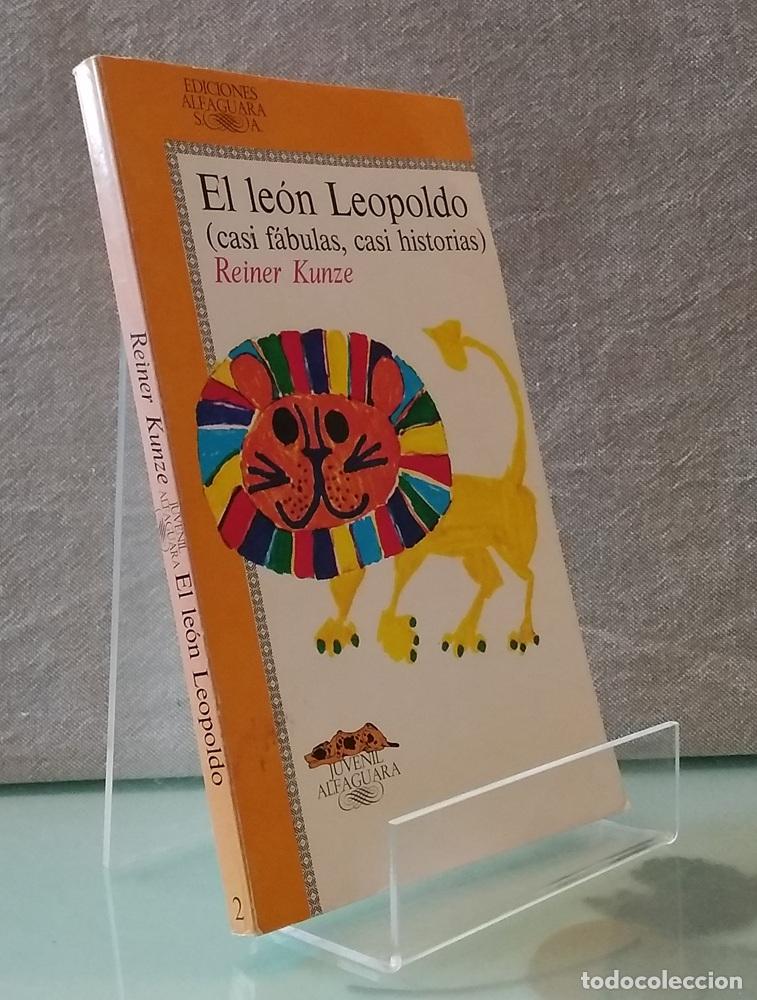 EDICIONES
ALFAGUARA
S. A.
El león Leopoldo
(casi fábulas, casi historias)
Reiner Kunze
JUVENIL
ALFAGUARA
Reiner Kunze
JUVENIL
ALFAGUARA
El león Leopoldo
2
todocoleccion